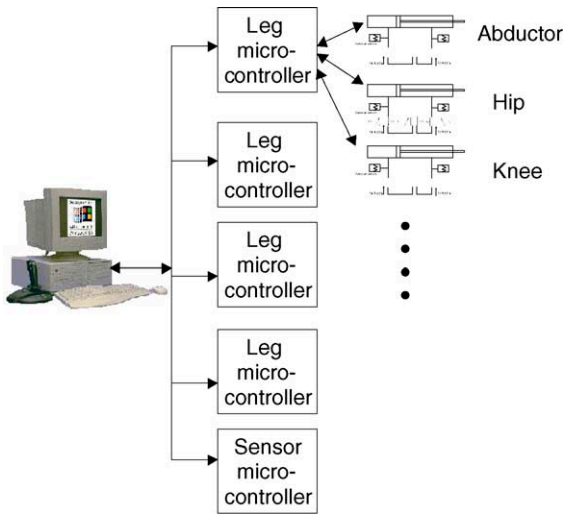 Leg
micro-
controller
Abductor
Hip
Knee
Leg
micro-
controller
Leg
micro-
controller
Leg
micro-
controller
Sensor
micro-
controller